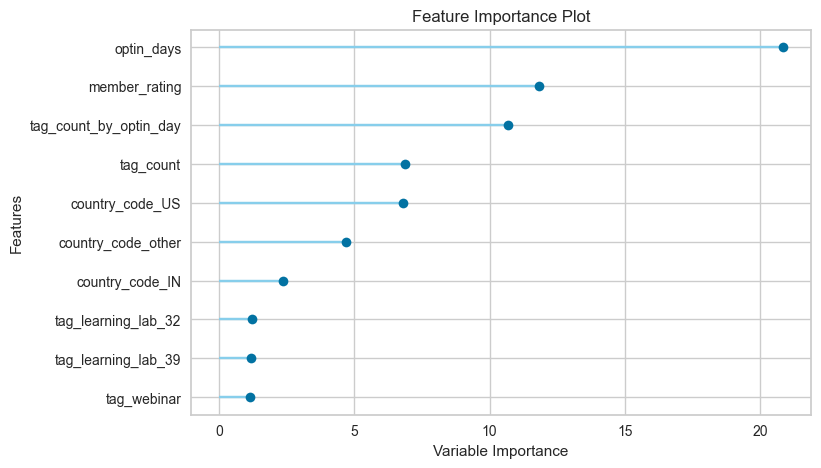 Feature Importance Plot
Features
optin_days
member_rating
tag_count_by_optin_day
tag_count
country_code_US
country_code_other
country_code_IN
tag_learning_lab_32
tag_learning_lab_39
tag_webinar
0 5 10 15 20
Variable Importance